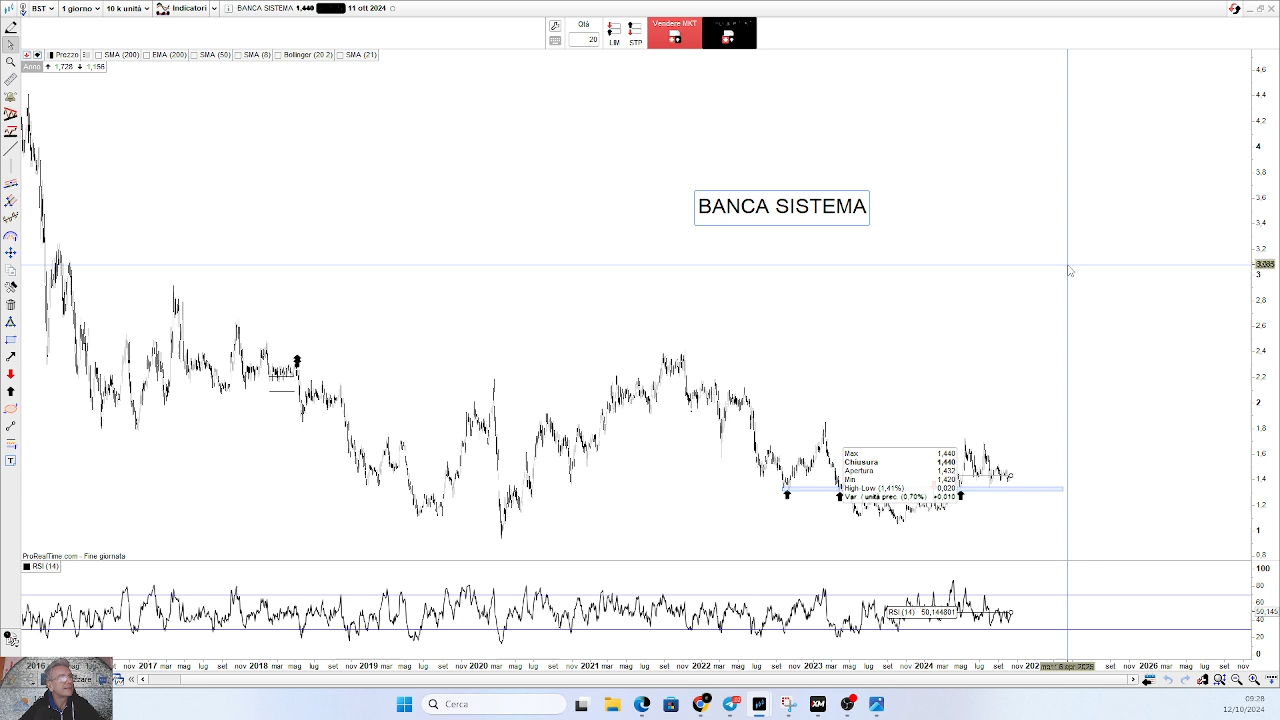 BST 1 giorno 10 k unità Indicatori BANCA SISTEMA 1,440 11 ott 2024
Qtà
20
LIM STP
Vendere MKT
Prezzo SMA (200) EMA (200) SMA (50) SMA (8) Bollinger (20 2) SMA (21)
Anno 1,728 1,156
BANCA SISTEMA
4,6
4,4
4,2
4
3,8
3,6
3,4
3,2
3
2,8
2,6
2,4
2,2
2
1,8
1,6
1,4
1,2
1
0,8
Max 1,440
Chiusura 1,440
Apertura 1,432
Min 1,420
High-Low (1,41%) 0,020
Var ( unità prec. (0,70%) +0,010
ProRealTime.com - Fine giornata
RSI (14)
100
80
60
50,145
40
20
0
RSI (14) 50,144801
2016 nov 2017 mar mag lug set nov 2018 mar mag lug set nov 2019 mar mag lug set nov 2020 mar mag lug set nov 2021 mar mag lug set nov 2022 mar mag lug set nov 2023 mar mag lug set nov 2024 mar mag lug set nov set nov 2026 mar mag lug set nov
Cerca
09:28
12/10/2024